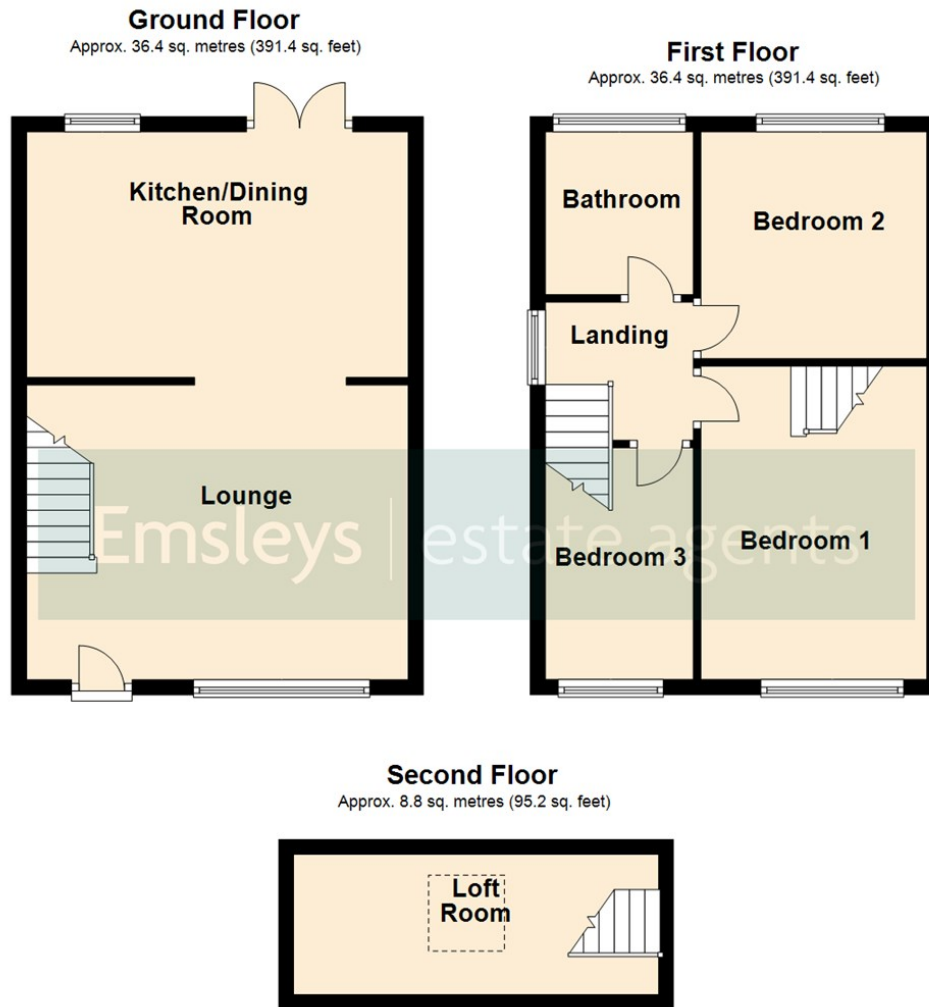 Ground Floor
Approx. 36.4 sq. metres (391.4 sq. feet)
Kitchen/Dining
Room
Lounge
First Floor
Approx. 36.4 sq. metres (391.4 sq. feet)
Bathroom
Bedroom 2
Landing
Bedroom 3
Bedroom 1
Emsleys | estate agents
Second Floor
Approx. 8.8 sq. metres (95.2 sq. feet)
Loft
Room